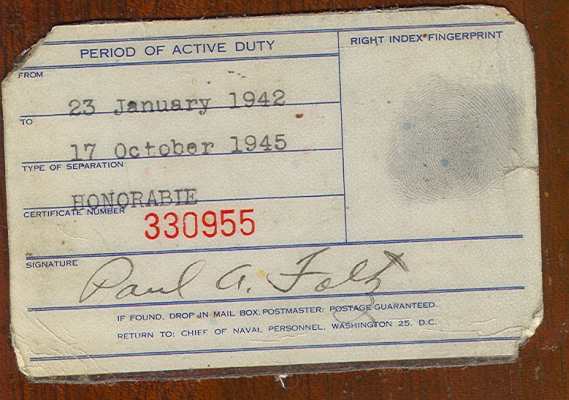 PERIOD OF ACTIVE DUTY
RIGHT INDEX FINGERPRINT
FROM
23 January 1942
TO
17 October 1945
TYPE OF SEPARATION
HONORABIE
CERTIFICATE NUMBER
330955
SIGNATURE
Paul A. Foltz
IF FOUND, DROP IN MAIL BOX. POSTMASTER: POSTAGE GUARANTEED.
RETURN TO: CHIEF OF NAVAL PERSONNEL, WASHINGTON 25, D.C.